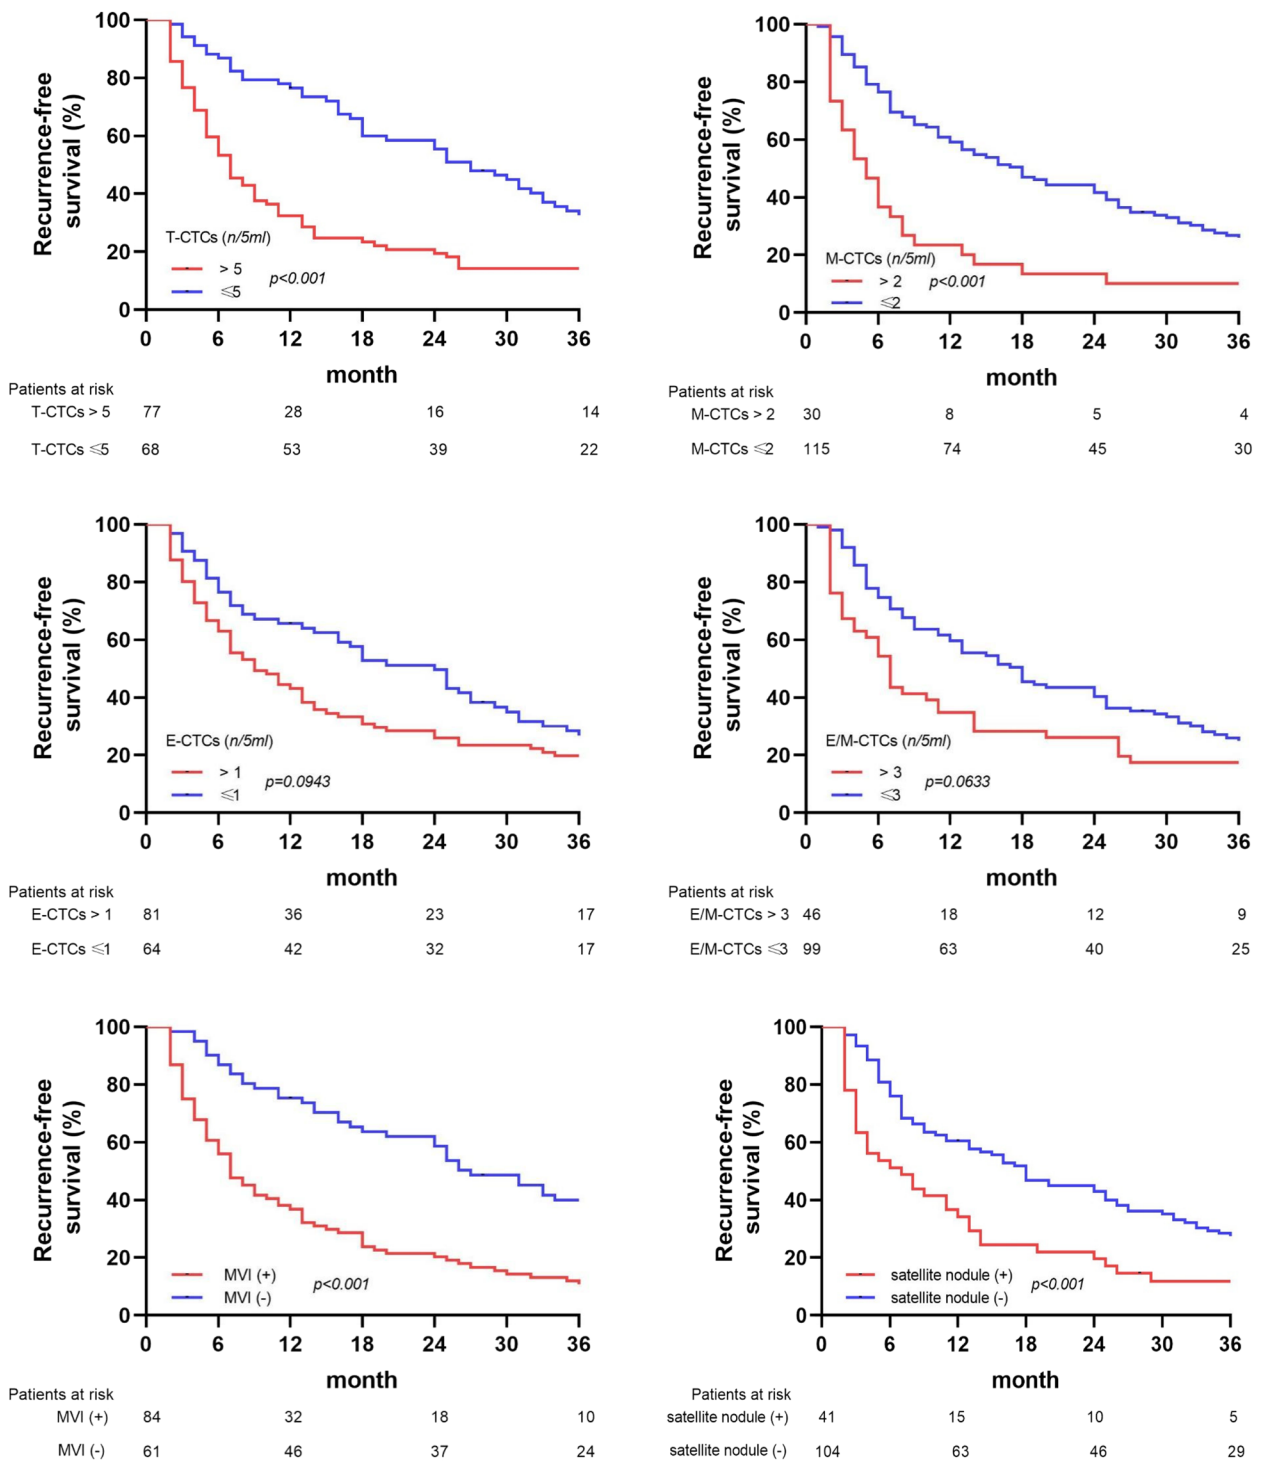 Recurrence-free
survival (%)
100
80
60
40
20
0
T-CTCs (n/5ml)
> 5
⩽5
p<0.001
0 6 12 18 24 30 36
month
Patients at risk
T-CTCs > 5 77 28 16 14
T-CTCs ⩽5 68 53 39 22
Recurrence-free
survival (%)
100
80
60
40
20
0
M-CTCs (n/5ml)
> 2
⩽2
p<0.001
0 6 12 18 24 30 36
month
Patients at risk
M-CTCs > 2 30 8 5 4
M-CTCs ⩽2 115 74 45 30
Recurrence-free
survival (%)
100
80
60
40
20
0
E-CTCs (n/5ml)
> 1
⩽1
p=0.0943
0 6 12 18 24 30 36
month
Patients at risk
E-CTCs > 1 81 36 23 17
E-CTCs ⩽1 64 42 32 17
Recurrence-free
survival (%)
100
80
60
40
20
0
E/M-CTCs (n/5ml)
> 3
⩽3
p=0.0633
0 6 12 18 24 30 36
month
Patients at risk
E/M-CTCs > 3 46 18 12 9
E/M-CTCs ⩽3 99 63 40 25
Recurrence-free
survival (%)
100
80
60
40
20
0
MVI (+)
MVI (-)
p<0.001
0 6 12 18 24 30 36
month
Patients at risk
MVI (+) 84 32 18 10
MVI (-) 61 46 37 24
Recurrence-free
survival (%)
100
80
60
40
20
0
satellite nodule (+)
satellite nodule (-)
p<0.001
0 6 12 18 24 30 36
month
Patients at risk
satellite nodule (+) 41 15 10 5
satellite nodule (-) 104 63 46 29